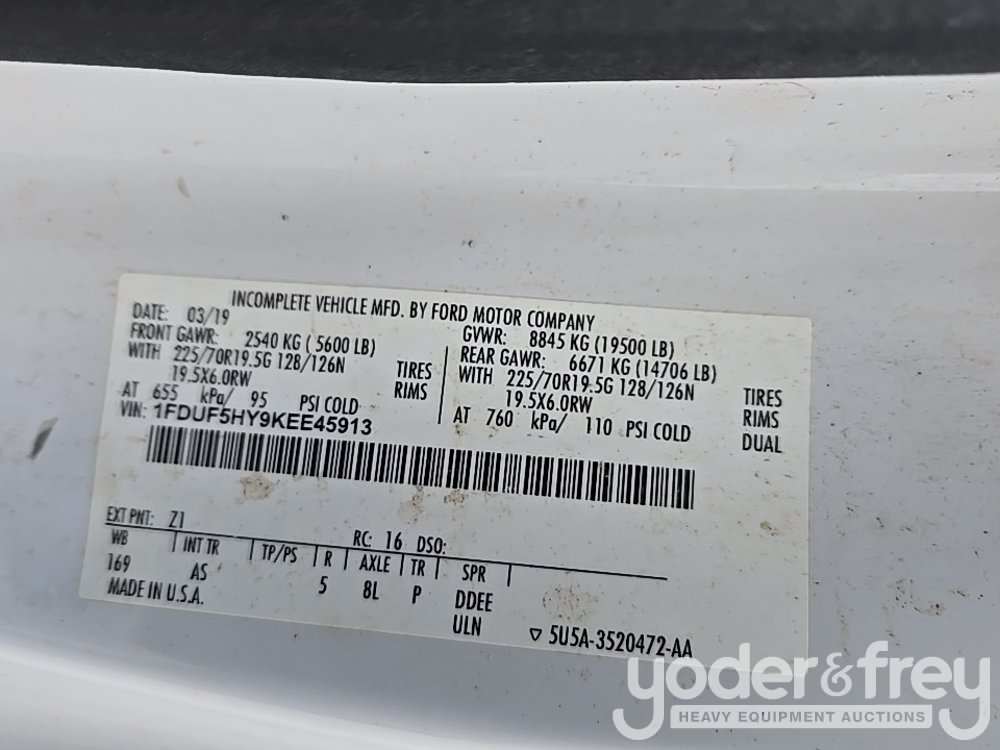 INCOMPLETE VEHICLE MFD. BY FORD MOTOR COMPANY
DATE: 03/19 GVWR: 8845 KG (19500 LB)
FRONT GAWR: 2540 KG ( 5600 LB) REAR GAWR: 6671 KG (14706 LB)
WITH 225/70R19.5G 128/126N TIRES WITH 225/70R19.5G 128/126N TIRES
19.5X6.0RW RIMS 19.5X6.0RW RIMS
AT 655 kPa/ 95 PSI COLD AT 760 kPa/ 110 PSI COLD DUAL
VIN: 1FDUF5HY9KEE45913
EXT PNT: Z1 RC: 16 DSO:
WB INT TR TP/PS R AXLE TR SPR
169 AS 5 8L P DDEE
MADE IN U.S.A. ULN ▽ 5U5A-3520472-AA
yoder&frey
HEAVY EQUIPMENT AUCTIONS